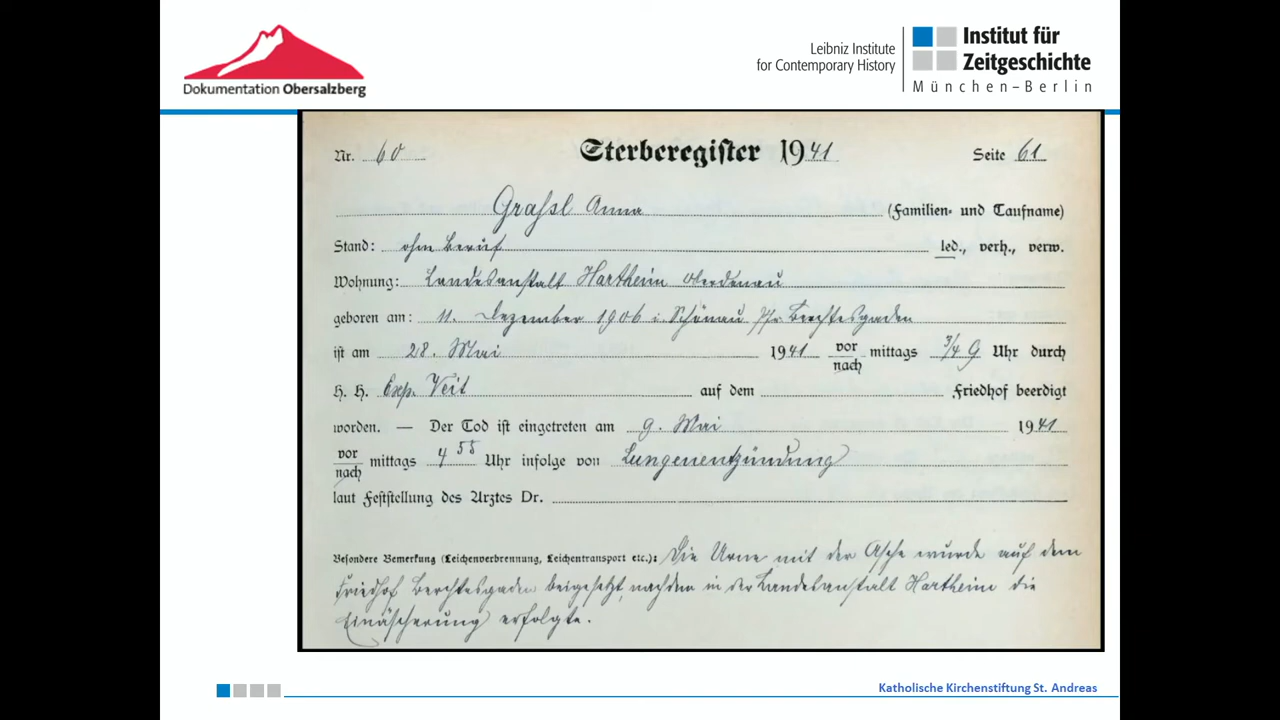 Dokumentation Obersalzberg
Leibniz Institute
for Contemporary History
Institut für
Zeitgeschichte
München–Berlin
Nr. 60 Sterberegister 1941 Seite 61
Graßl Anna (Familien= und Taufname)
Stand: ohne Beruf led., verh., verw.
Wohnung: Landesanstalt Hartheim Oberdonau
geboren am: 11. Dezember 1906 i. Schönau Pfr. Berchtesgaden
ist am 28. Mai 1941 vor nach mittags 3/4 9 Uhr durch
H. H. Exp. Veit auf dem Friedhof beerdigt
worden. — Der Tod ist eingetreten am 9. Mai 1941
vor nach mittags 4 55 Uhr infolge von Lungenentzündung
laut Feststellung des Arztes Dr.
Besondere Bemerkung (Leichenverbrennung, Leichentransport etc.): Die Urne mit der Asche wurde auf dem
Friedhof Berchtesgaden beigesetzt, nachdem in der Landesanstalt Hartheim die
Einäscherung erfolgte.
Katholische Kirchenstiftung St. Andreas